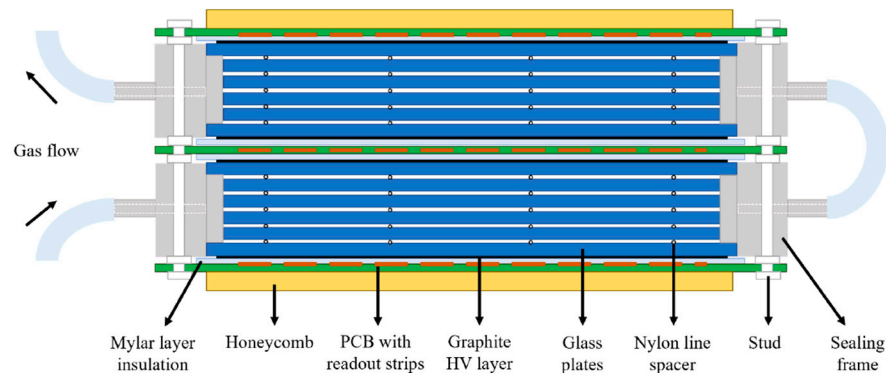 Gas flow
Mylar layer
insulation
Honeycomb
PCB with
readout strips
Graphite
HV layer
Glass
plates
Nylon line
spacer
Stud
Sealing
frame